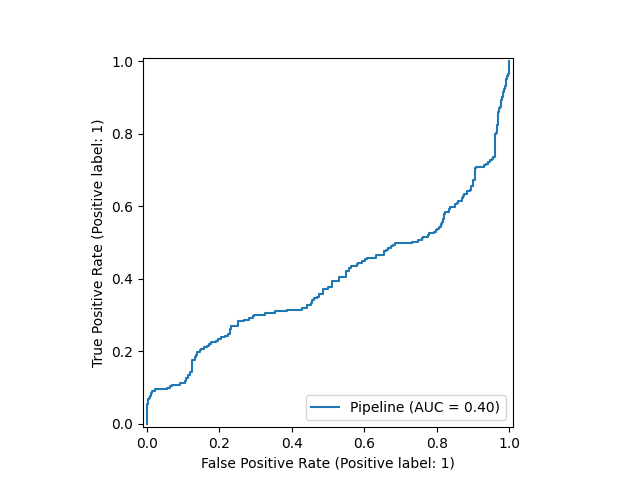 1.0
0.8
0.6
0.4
0.2
0.0
True Positive Rate (Positive label: 1)
Pipeline (AUC = 0.40)
0.0 0.2 0.4 0.6 0.8 1.0
False Positive Rate (Positive label: 1)